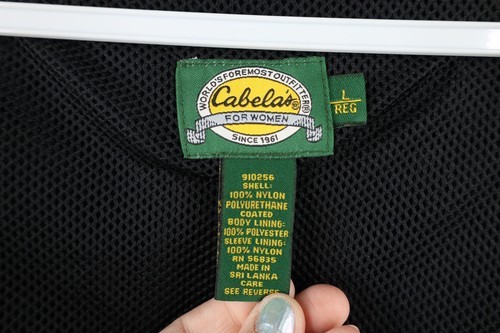 WORLD'S FOREMOST OUTFITTER®
Cabela's®
FOR WOMEN
SINCE 1961
L
REG
910256
SHELL:
100% NYLON
POLYURETHANE
COATED
BODY LINING:
100% POLYESTER
SLEEVE LINING:
100% NYLON
RN 56835
MADE IN
SRI LANKA
CARE
SEE REVERSE